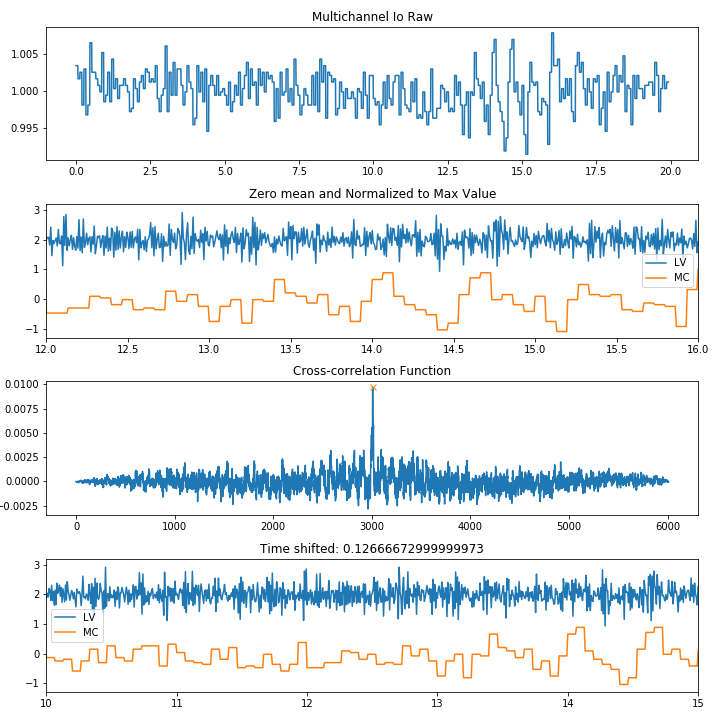 Multichannel Io Raw
1.005
1.000
0.995
0.0 2.5 5.0 7.5 10.0 12.5 15.0 17.5 20.0
Zero mean and Normalized to Max Value
3
2
1
0
−1
LV
MC
12.0 12.5 13.0 13.5 14.0 14.5 15.0 15.5 16.0
Cross-correlation Function
0.0100
0.0075
0.0050
0.0025
0.0000
0.0025
0 1000 2000 3000 4000 5000 6000
Time shifted: 0.12666672999999973
3
2
1
0
−1
LV
MC
10 11 12 13 14 15